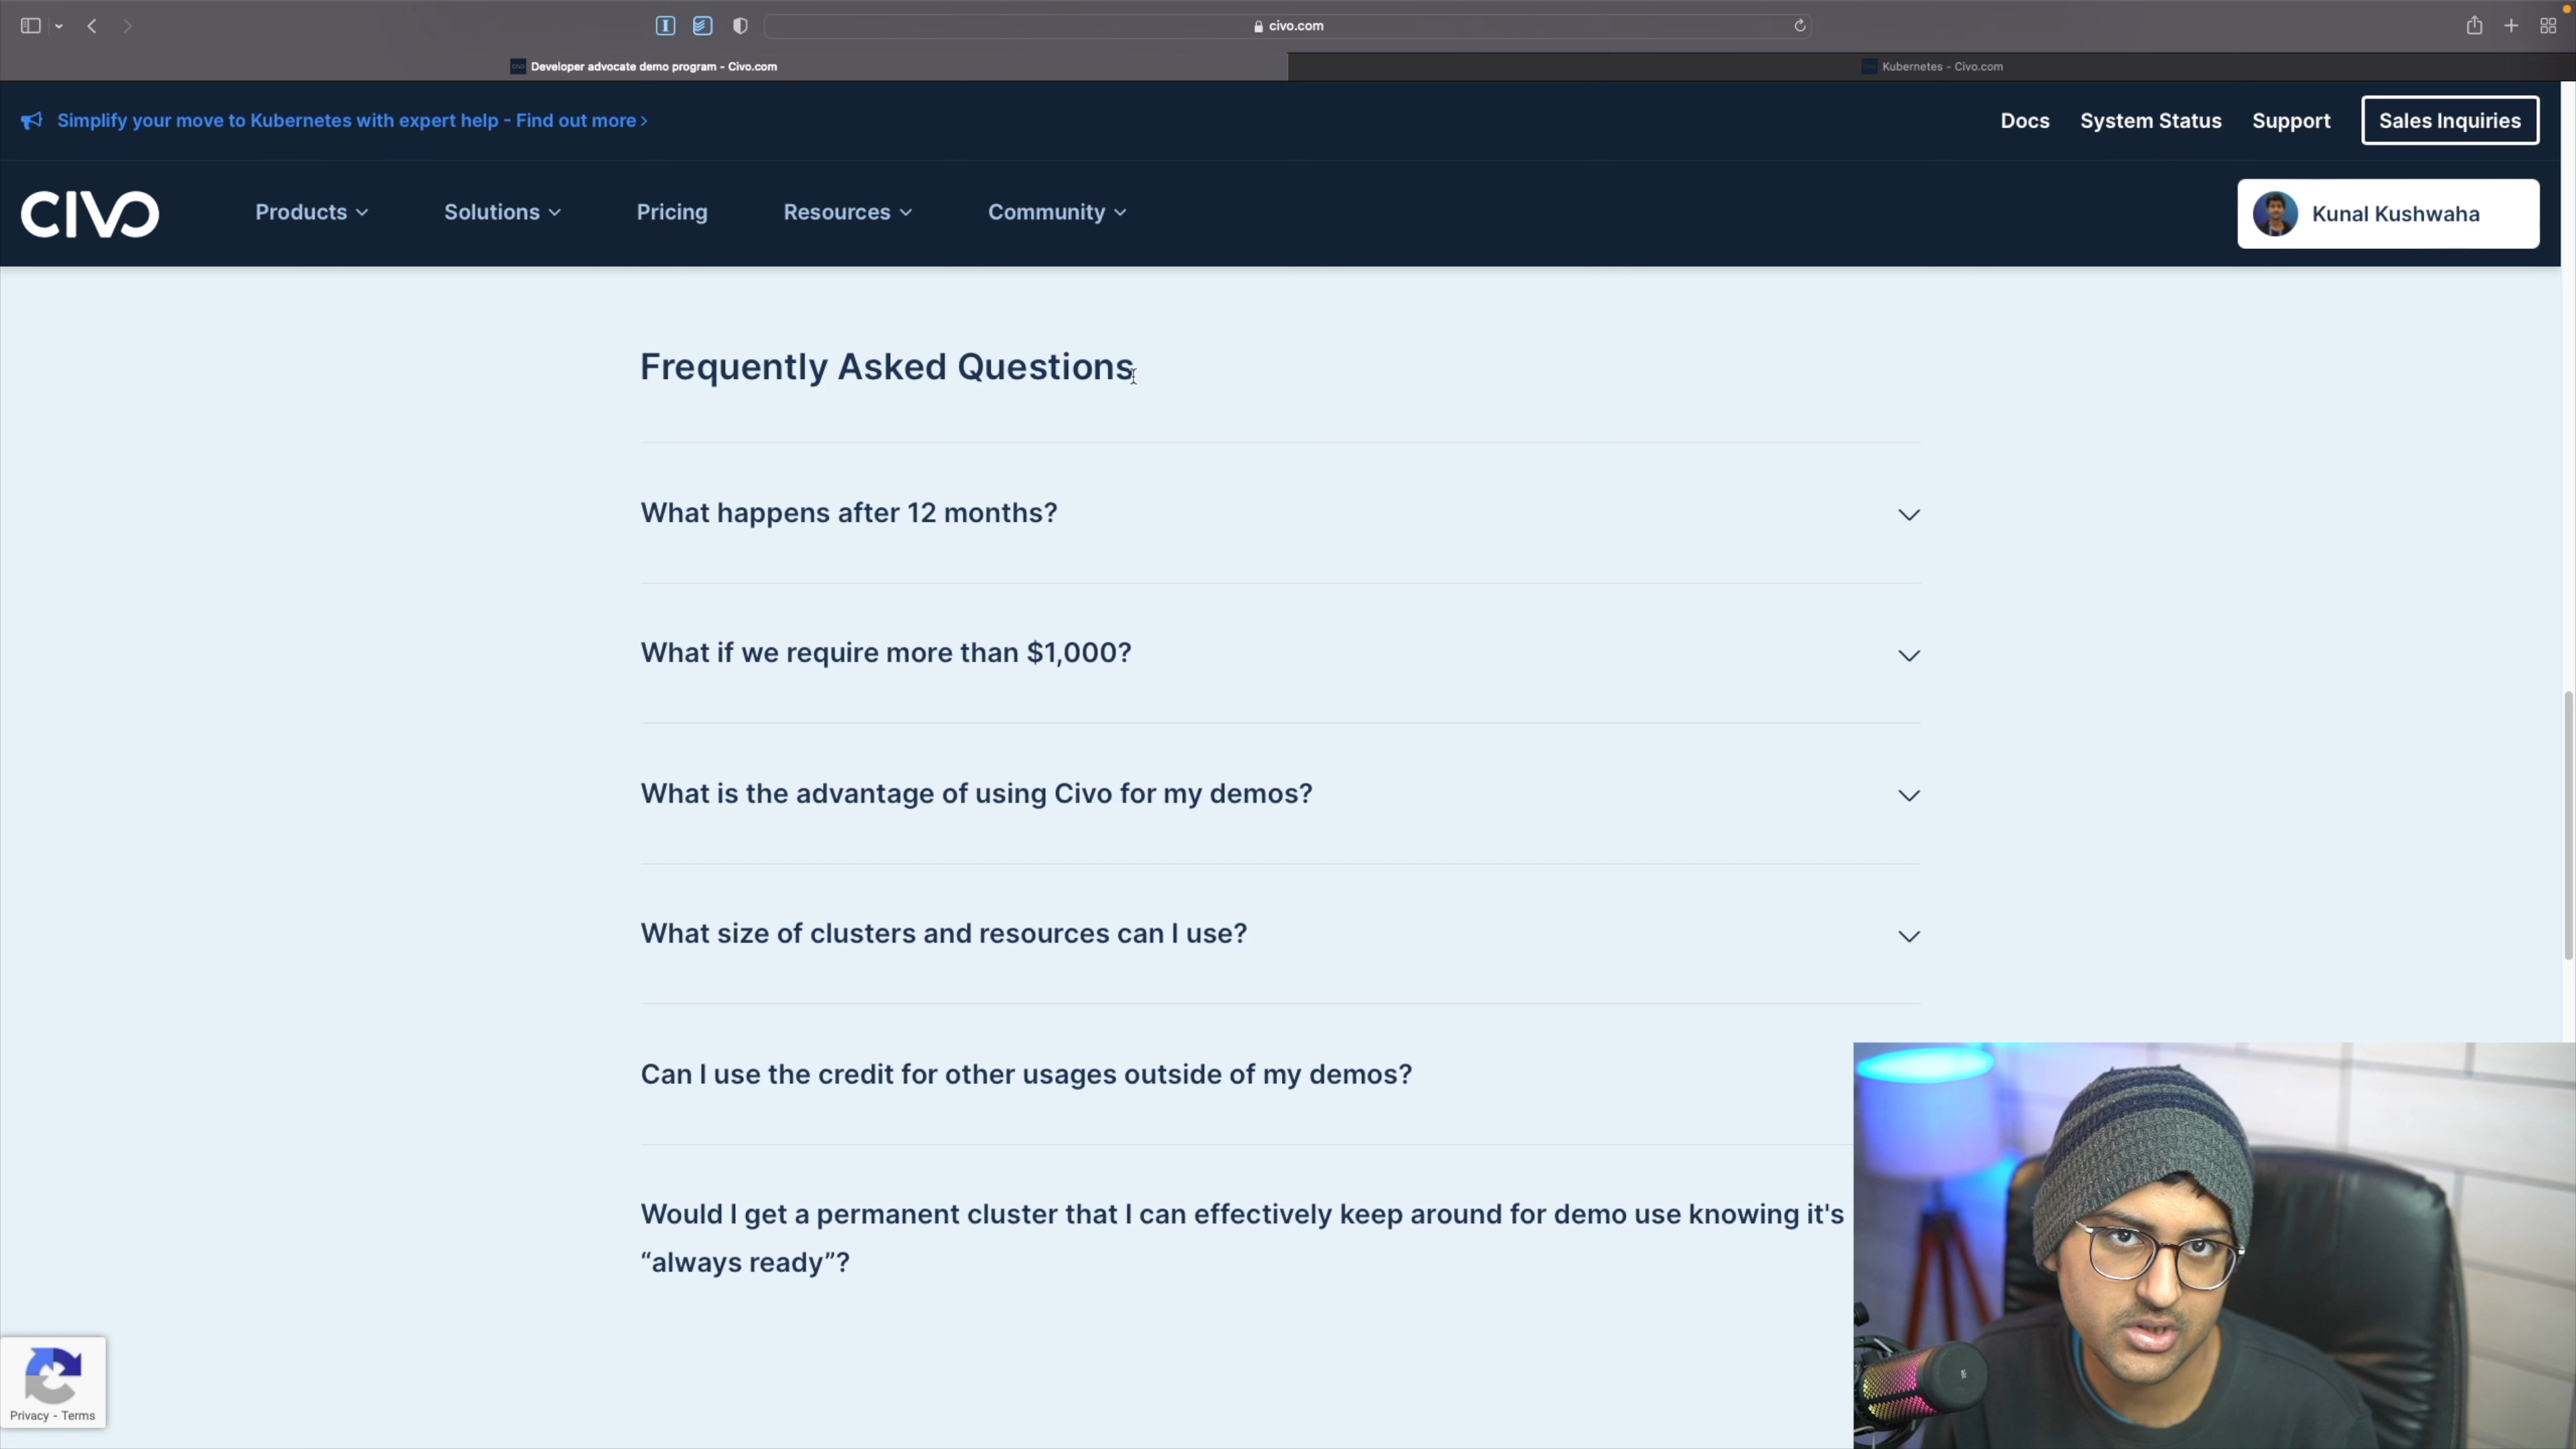 civo.com
Developer advocate demo program - Civo.com
Kubernetes - Civo.com
Simplify your move to Kubernetes with expert help - Find out more ›
Docs
System Status
Support
Sales Inquiries
CIVO
Products
Solutions
Pricing
Resources
Community
Kunal Kushwaha
Frequently Asked Questions
What happens after 12 months?
What if we require more than $1,000?
What is the advantage of using Civo for my demos?
What size of clusters and resources can I use?
Can I use the credit for other usages outside of my demos?
Would I get a permanent cluster that I can effectively keep around for demo use knowing it's
“always ready”?
Privacy - Terms